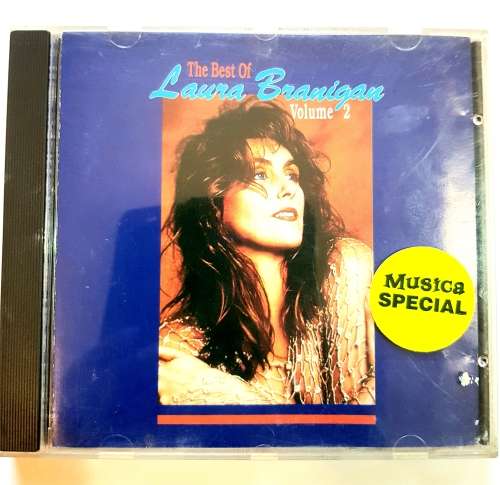 The Best Of
Laura Branigan
Volume 2
Musica
SPECIAL